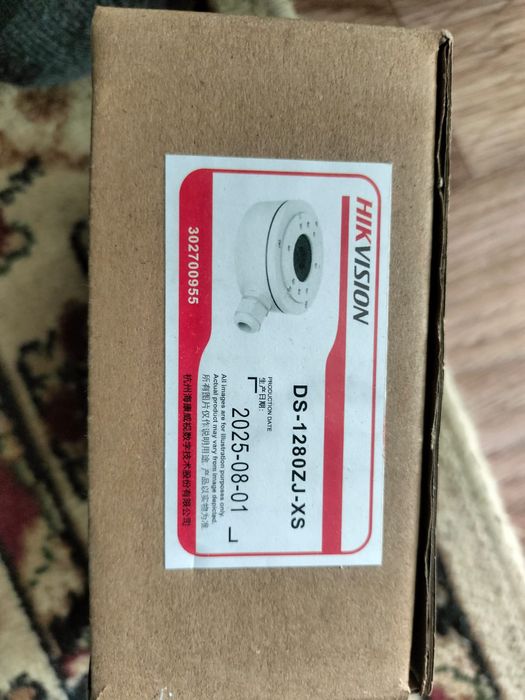 HIKVISION
DS-1280ZJ-XS
PRODUCTION DATE
生产日期:
2025-08-01
All images are for illustration purposes only.
Actual product may vary from image depicted.
所有图片仅作说明用途, 产品以实物为准
302700955
杭州海康威视数字技术股份有限公司